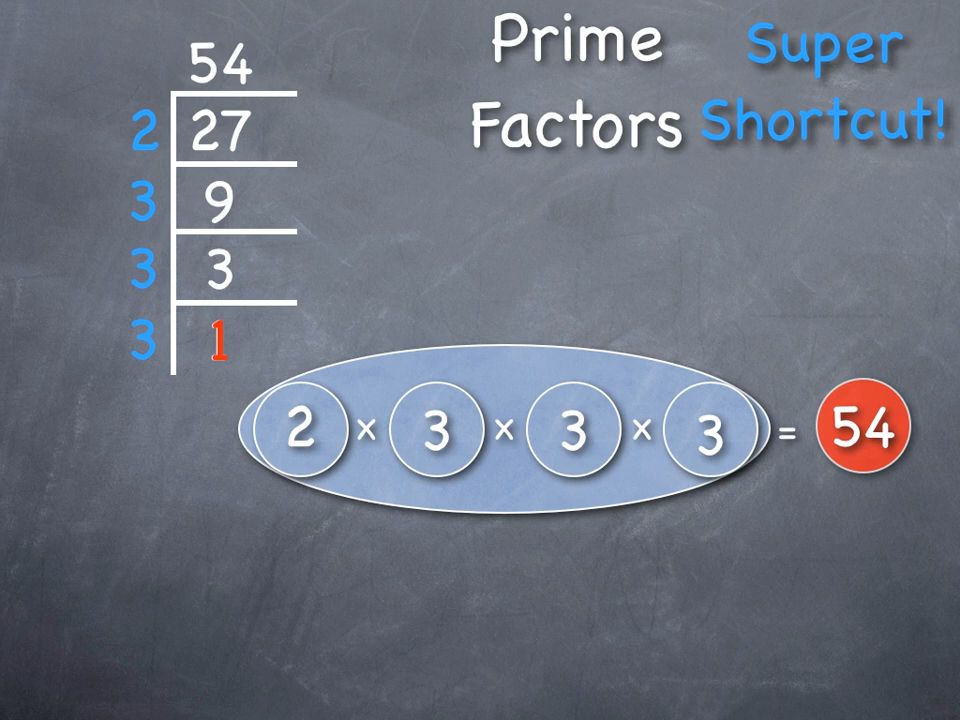 Prime Super
Factors Shortcut!
54
2 27
3 9
3 3
3 1
2 x 3 x 3 x 3 = 54